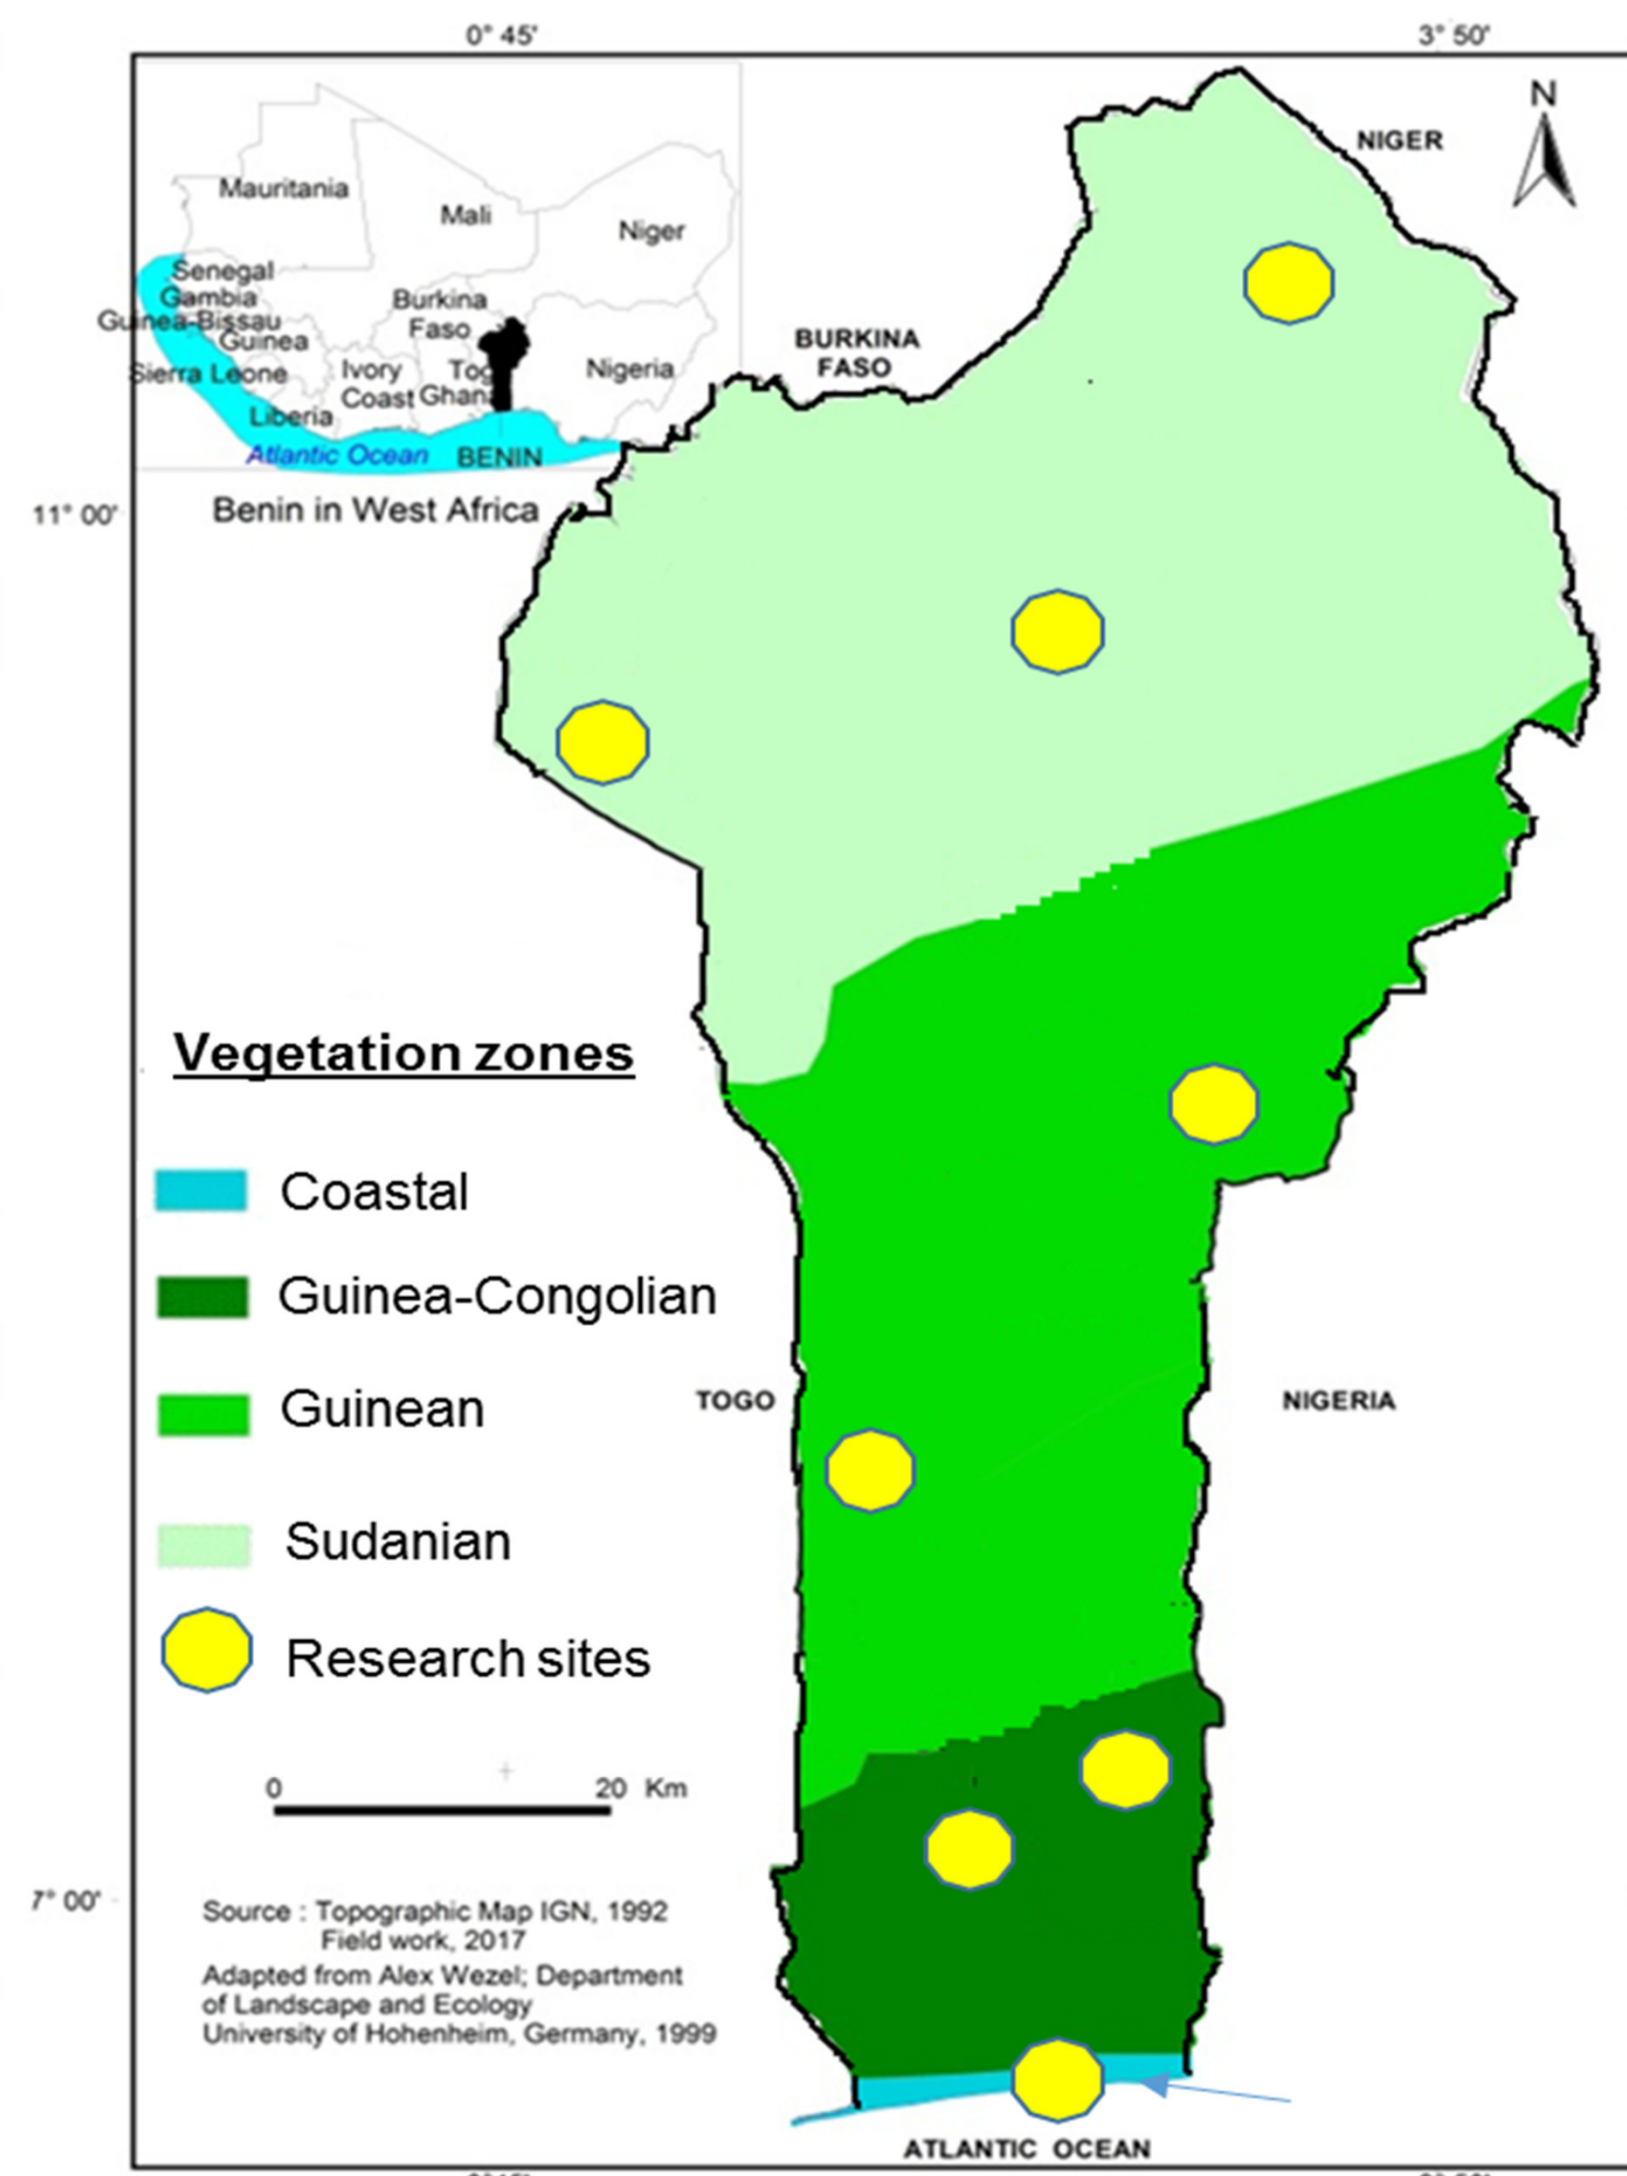 0° 45'
3° 50'
N
NIGER
Mauritania
Mali
Niger
Senegal
Gambia
Guinea-Bissau
Guinea
Sierra Leone
Liberia
Burkina
Faso
Ivory
Coast
Tog
Ghana
Nigeria
Atlantic Ocean
BENIN
BURKINA
FASO
11° 00'
Benin in West Africa
Vegetation zones
Coastal
Guinea-Congolian
Guinean
Sudanian
Research sites
TOGO
NIGERIA
0 20 Km
7° 00'
Source : Topographic Map IGN, 1992
Field work, 2017
Adapted from Alex Wezel; Department
of Landscape and Ecology
University of Hohenheim, Germany, 1999
ATLANTIC OCEAN